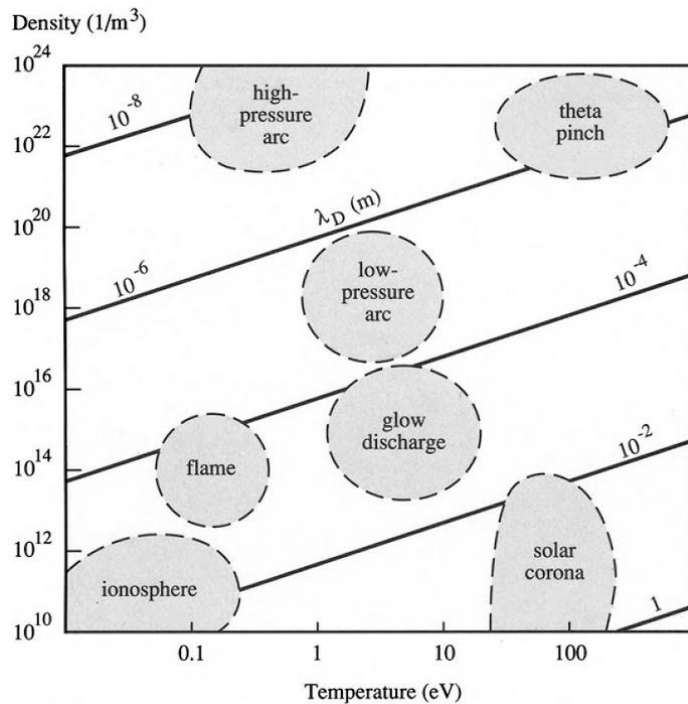 Density (1/m³)
10²⁴
10²²
10²⁰
10¹⁸
10¹⁶
10¹⁴
10¹²
10¹⁰
10⁻⁸
high-
pressure
arc
theta
pinch
λ_D (m)
10⁻⁶
low-
pressure
arc
10⁻⁴
glow
discharge
flame
10⁻²
ionosphere
solar
corona
1
0.1
1
10
100
Temperature (eV)